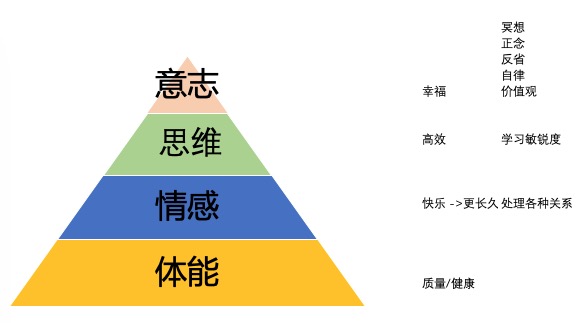 冥想
正念
反省
自律
意志 幸福 价值观
思维 高效 学习敏锐度
情感 快乐 ->更长久 处理各种关系
体能 质量/健康